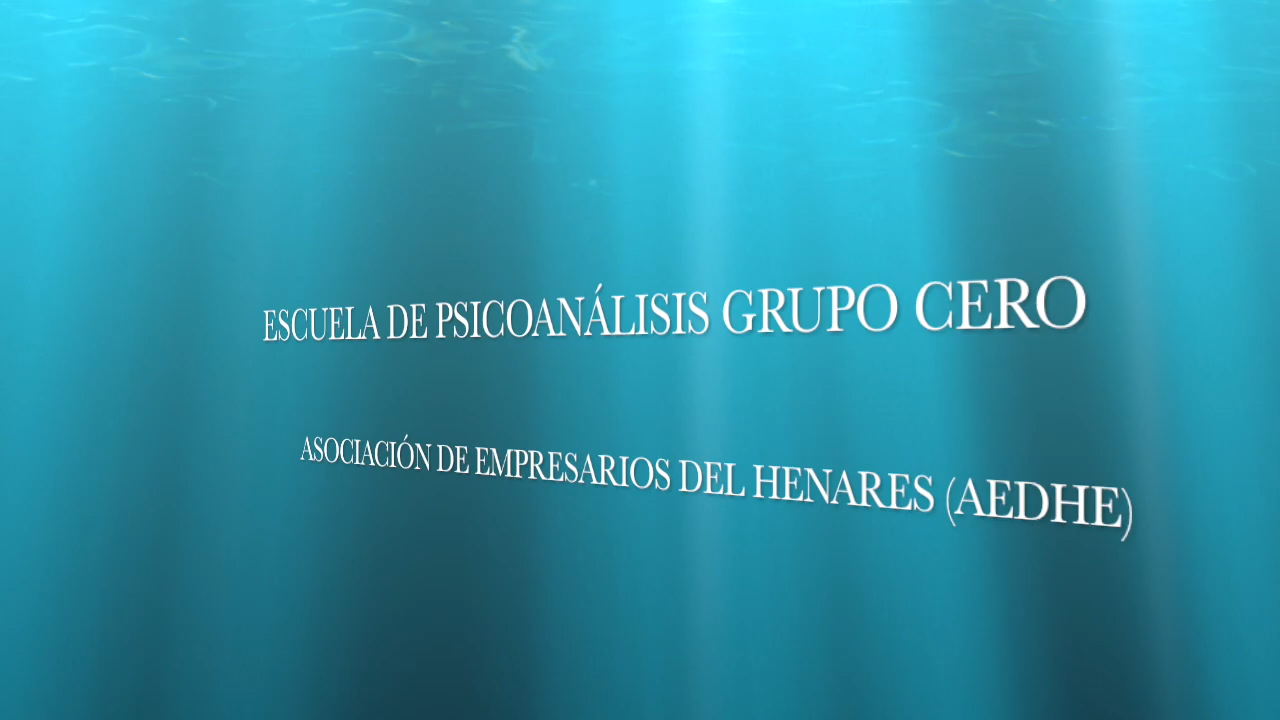 ESCUELA DE PSICOANÁLISIS GRUPO CERO
ASOCIACIÓN DE EMPRESARIOS DEL HENARES (AEDHE)